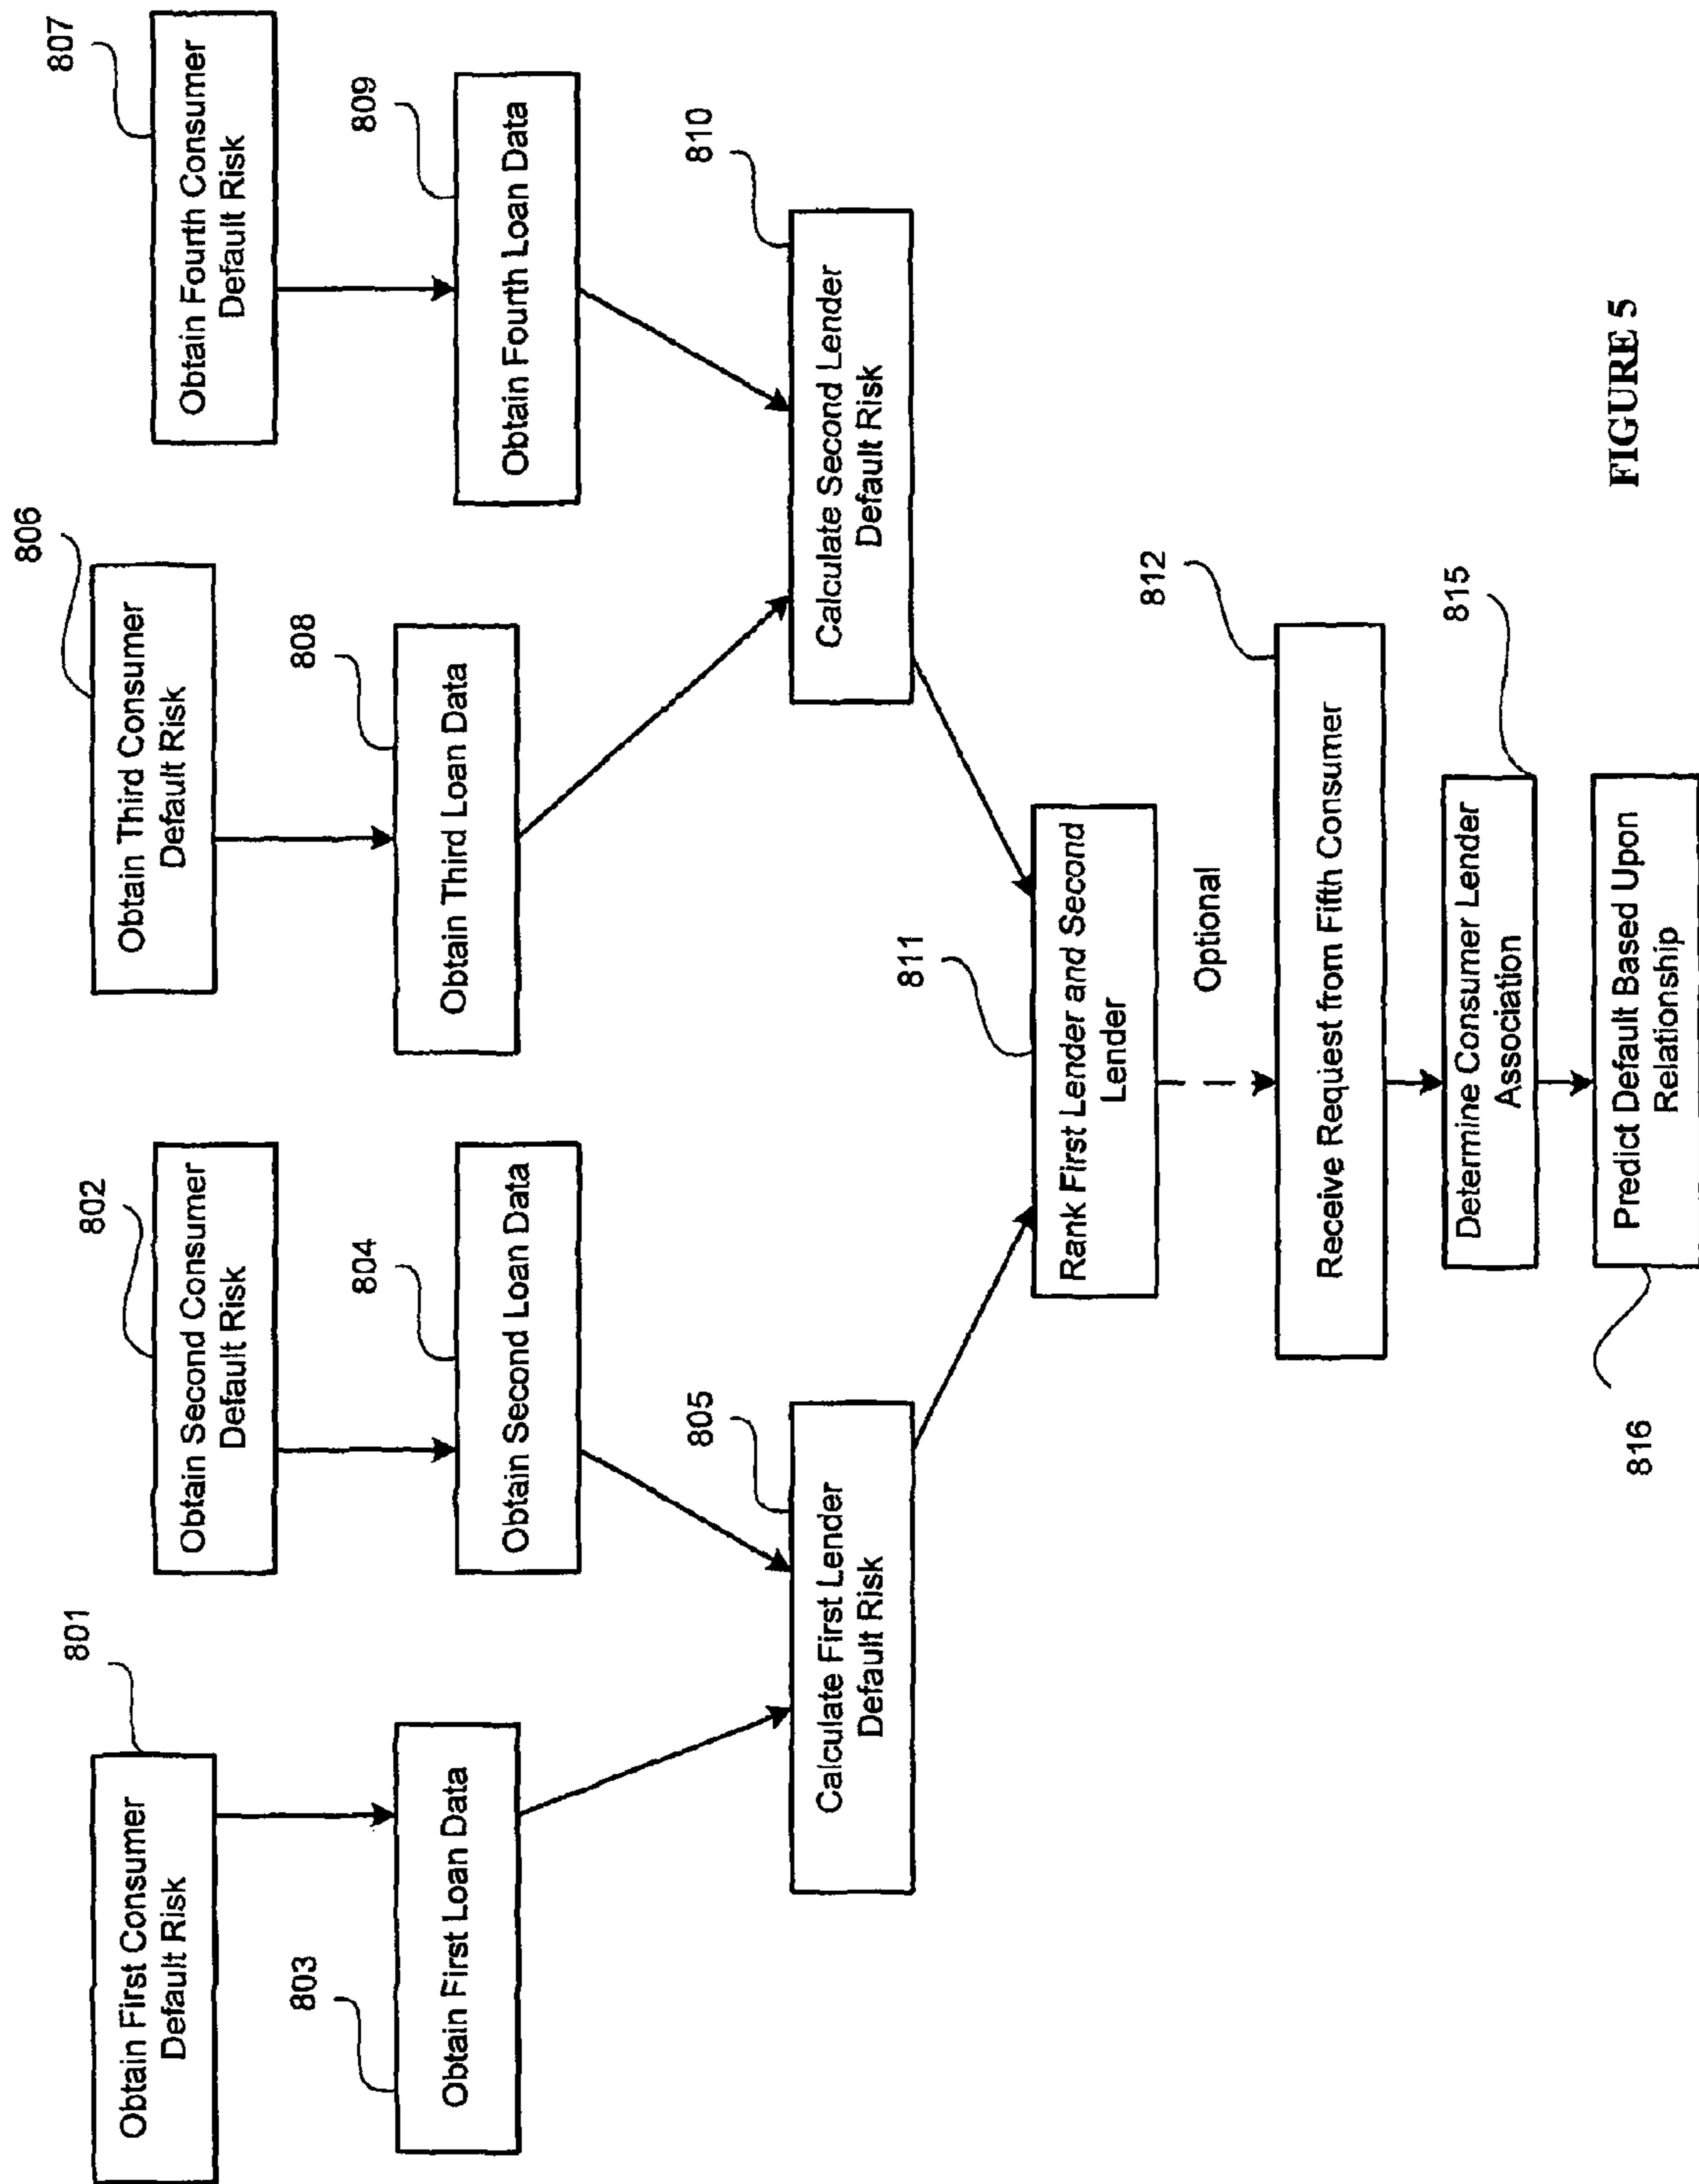 801
Obtain First Consumer
Default Risk
802
Obtain Second Consumer
Default Risk
806
Obtain Third Consumer
Default Risk
807
Obtain Fourth Consumer
Default Risk
803
Obtain First Loan Data
804
Obtain Second Loan Data
808
Obtain Third Loan Data
809
Obtain Fourth Loan Data
805
Calculate First Lender
Default Risk
810
Calculate Second Lender
Default Risk
811
Rank First Lender and Second
Lender
Optional
812
Receive Request from Fifth Consumer
815
Determine Consumer Lender
Association
816
Predict Default Based Upon
Relationship
FIGURE 5